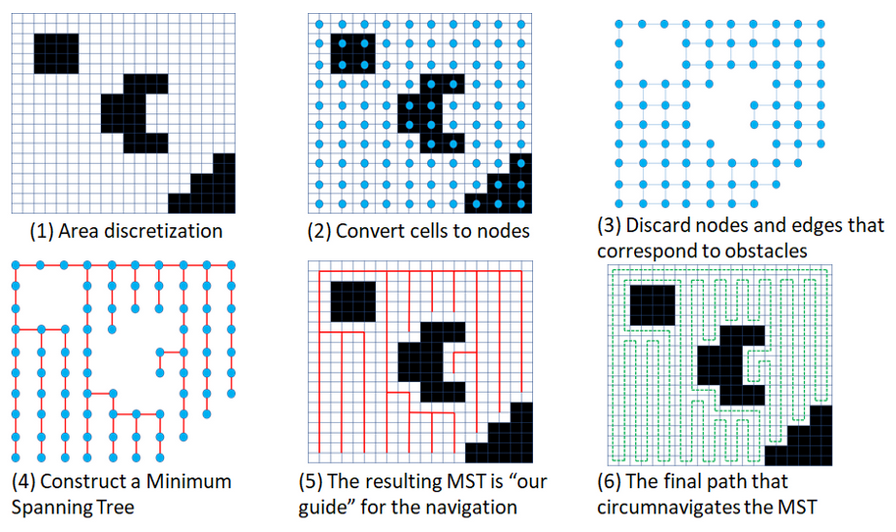 (1) Area discretization
(2) Convert cells to nodes
(3) Discard nodes and edges that
correspond to obstacles
(4) Construct a Minimum
Spanning Tree
(5) The resulting MST is “our
guide” for the navigation
(6) The final path that
circumnavigates the MST